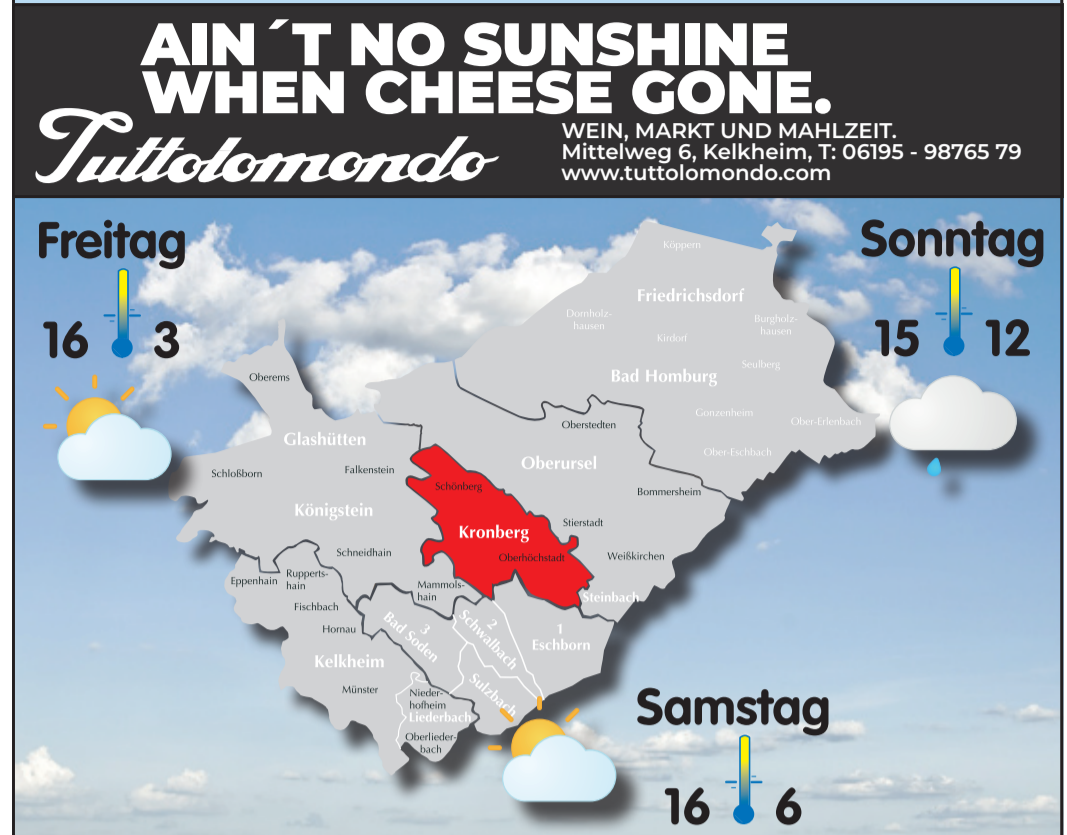 AIN´T NO SUNSHINE
WHEN CHEESE GONE.
Tuttolomondo
WEIN, MARKT UND MAHLZEIT.
Mittelweg 6, Kelkheim, T: 06195 - 98765 79
www.tuttolomondo.com
Freitag
16 3
Sonntag
15 12
Köppern
Friedrichsdorf
Dornholz-
hausen
Burgholz-
hausen
Kirdorf
Seulberg
Bad Homburg
Oberems
Gonzenheim
Ober-Erlenbach
Oberstedten
Glashütten
Ober-Eschbach
Oberursel
Schloßborn
Falkenstein
Schönberg
Bommersheim
Königstein
Stierstadt
Kronberg
Schneidhain
Oberhöchstadt
Weißkirchen
Eppenhain
Rupperts-
hain
Mammols-
hain
Steinbach
Fischbach
Hornau
3
Bad Soden
2
Schwalbach
1
Eschborn
Kelkheim
Münster
Nieder-
hofheim
Sulzbach
Liederbach
Oberlieder-
bach
Samstag
16 6